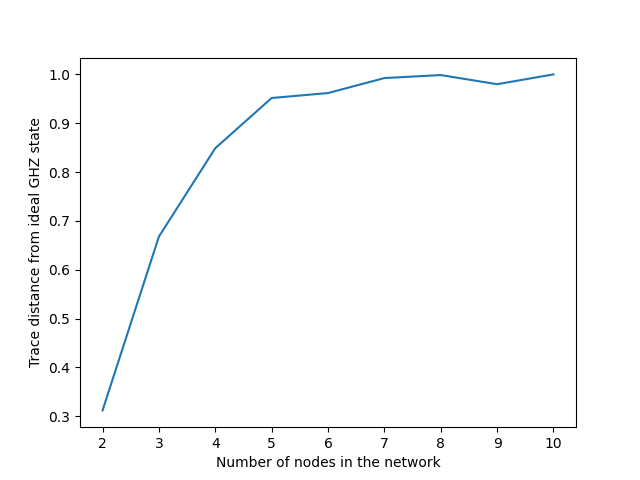 1.0
0.9
0.8
0.7
0.6
0.5
0.4
0.3
Trace distance from ideal GHZ state
2 3 4 5 6 7 8 9 10
Number of nodes in the network